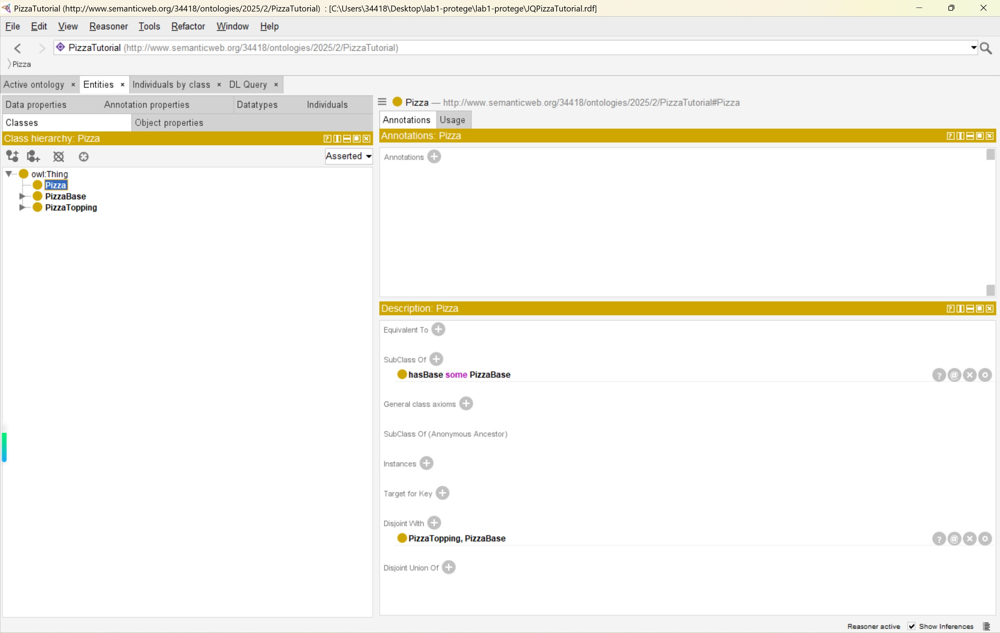 PizzaTutorial (http://www.semanticweb.org/34418/ontologies/2025/2/PizzaTutorial) : [C:\Users\34418\Desktop\lab1-protege\lab1-protege\JQPizzaTutorial.rdf]
File Edit View Reasoner Tools Refactor Window Help
PizzaTutorial (http://www.semanticweb.org/34418/ontologies/2025/2/PizzaTutorial)
Pizza
Active ontology × Entities × Individuals by class × DL Query ×
Data properties Annotation properties Datatypes Individuals
Classes Object properties
Class hierarchy: Pizza
Asserted
owl:Thing
Pizza
PizzaBase
PizzaTopping
Pizza — http://www.semanticweb.org/34418/ontologies/2025/2/PizzaTutorial#Pizza
Annotations Usage
Annotations: Pizza
Annotations
Description: Pizza
Equivalent To
SubClass Of
hasBase some PizzaBase
General class axioms
SubClass Of (Anonymous Ancestor)
Instances
Target for Key
Disjoint With
PizzaTopping, PizzaBase
Disjoint Union Of
Reasoner active Show Inferences